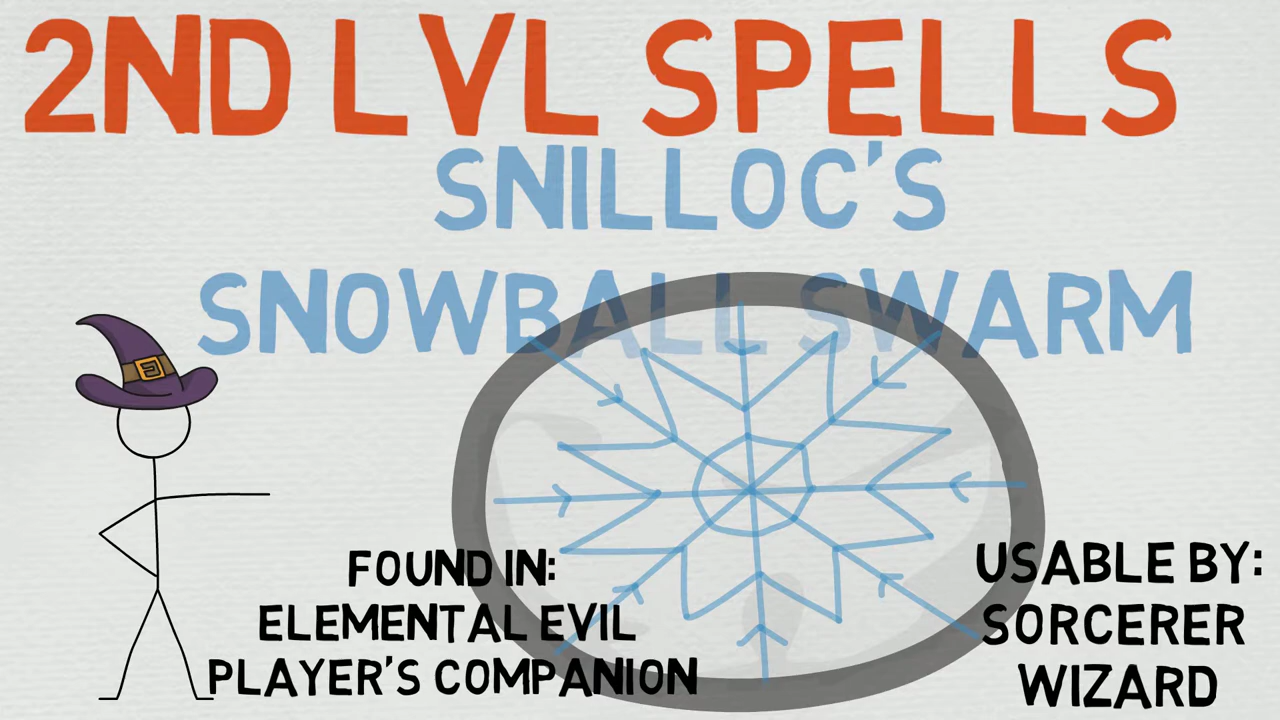 2ND LVL SPELLS
SNILLOC'S
SNOWBALL SWARM
FOUND IN:
ELEMENTAL EVIL
PLAYER'S COMPANION
USABLE BY:
SORCERER
WIZARD